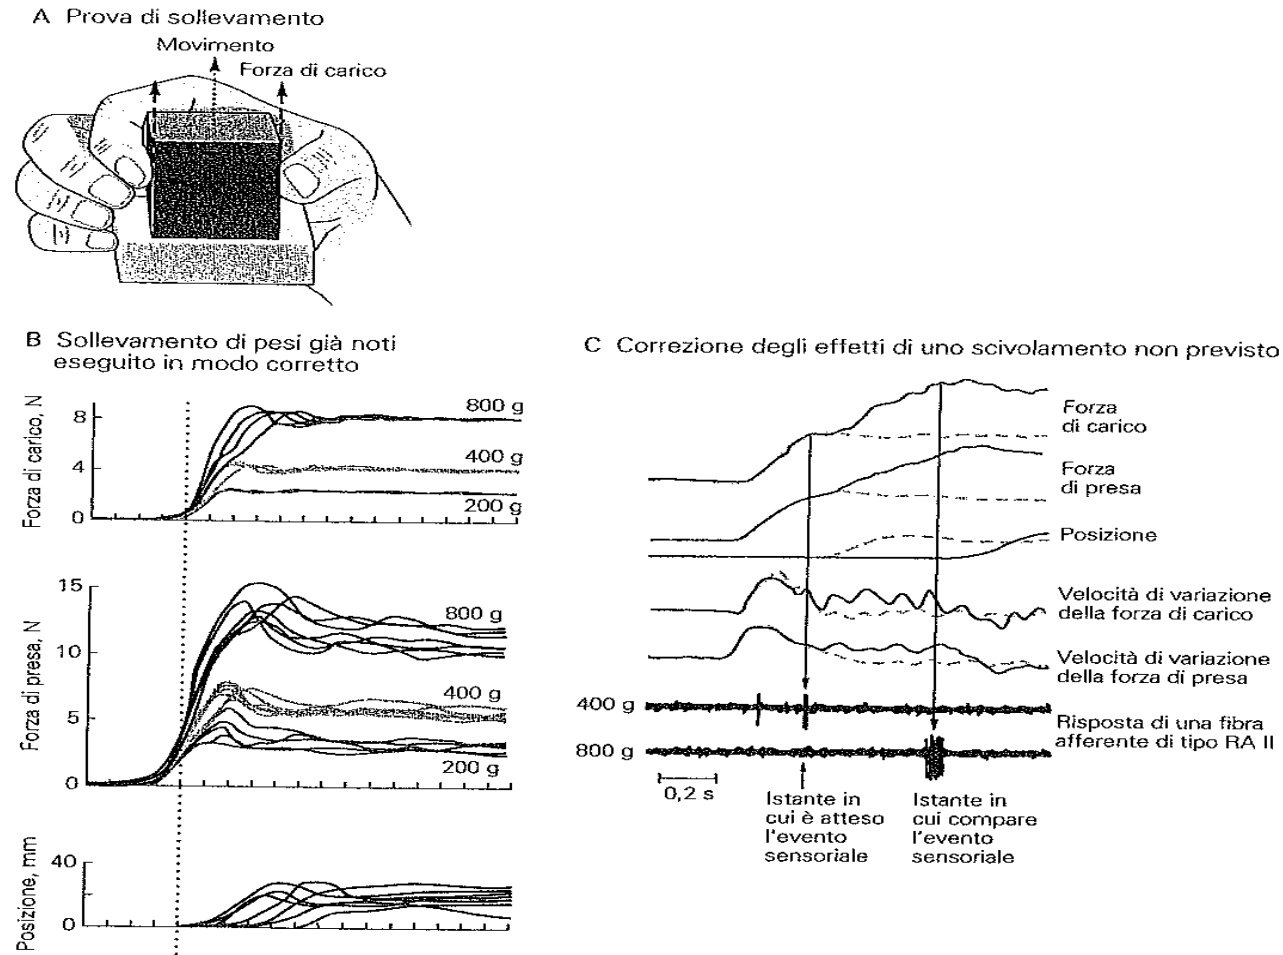 A Prova di sollevamento
Movimento
Forza di carico
B Sollevamento di pesi già noti
eseguito in modo corretto
Forza di carico, N
8
4
0
800 g
400 g
200 g
Forza di presa, N
15
10
5
0
800 g
400 g
200 g
Posizione, mm
40
0
C Correzione degli effetti di uno scivolamento non previsto
Forza
di carico
Forza
di presa
Posizione
Velocità di variazione
della forza di carico
Velocità di variazione
della forza di presa
400 g
800 g
Risposta di una fibra
afferente di tipo RA II
0,2 s
Istante in
cui è atteso
l'evento
sensoriale
Istante in
cui compare
l'evento
sensoriale